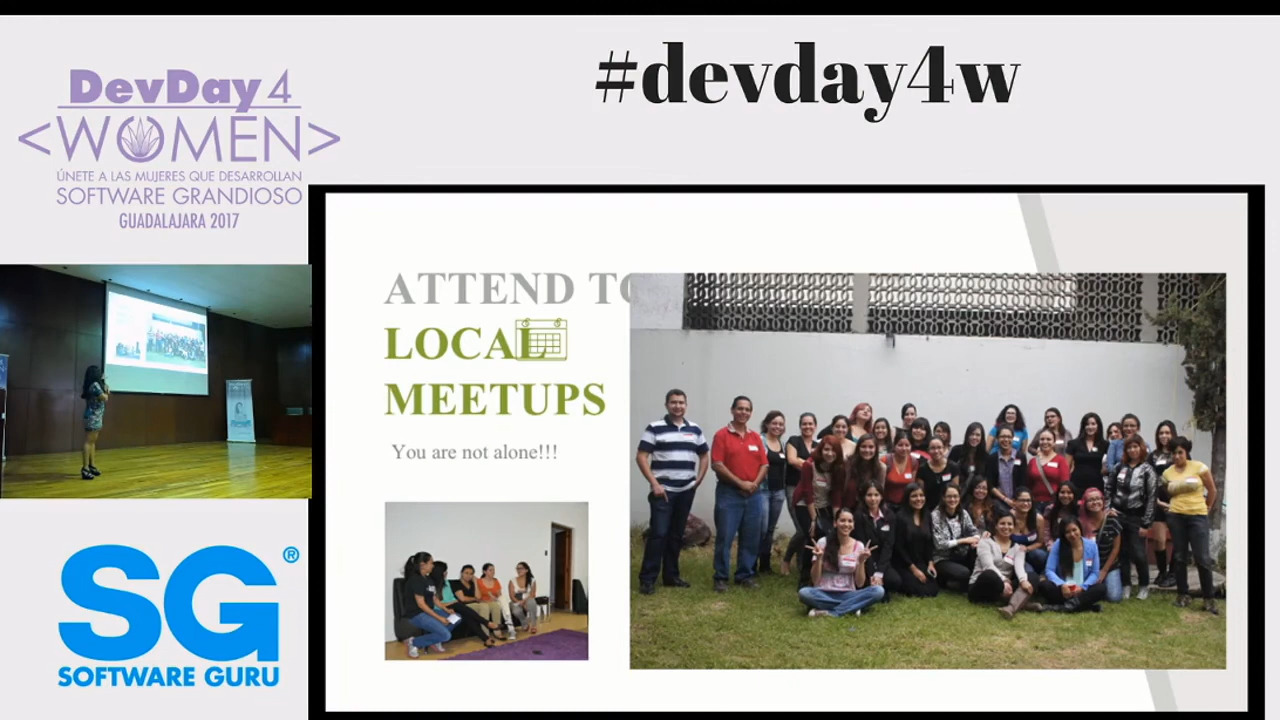 #devday4w
DevDay4
<WOMEN>
ÚNETE A LAS MUJERES QUE DESARROLLAN
SOFTWARE GRANDIOSO
GUADALAJARA 2017
ATTEND TO
LOCAL
MEETUPS
You are not alone!!!
SG®
SOFTWARE GURU